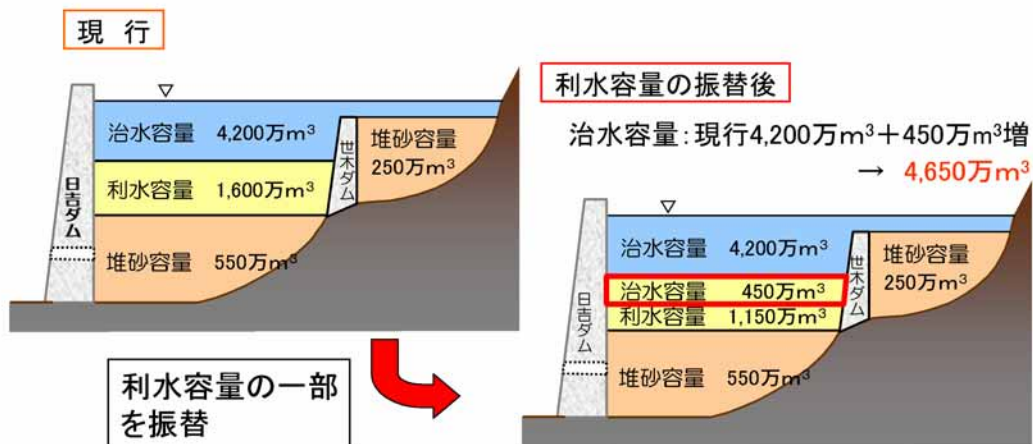 現 行
▽
治水容量 4,200万m³
利水容量 1,600万m³
堆砂容量 550万m³
日吉ダム
世木ダム
堆砂容量
250万m³
利水容量の一部
を振替
利水容量の振替後
治水容量:現行4,200万m³+450万m³増
→ 4,650万m³
▽
治水容量 4,200万m³
治水容量 450万m³
利水容量 1,150万m³
堆砂容量 550万m³
日吉ダム
世木ダム
堆砂容量
250万m³